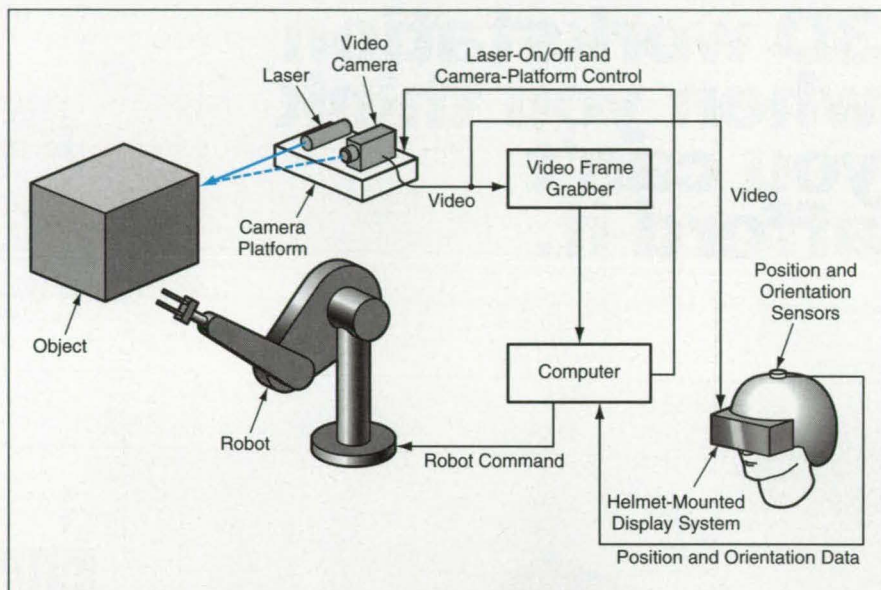 Video
Camera
Laser
Laser-On/Off and
Camera-Platform Control
Video Frame
Grabber
Video
Video
Camera
Platform
Position and
Orientation
Sensors
Object
Computer
Robot
Robot Command
Helmet-Mounted
Display System
Position and Orientation Data